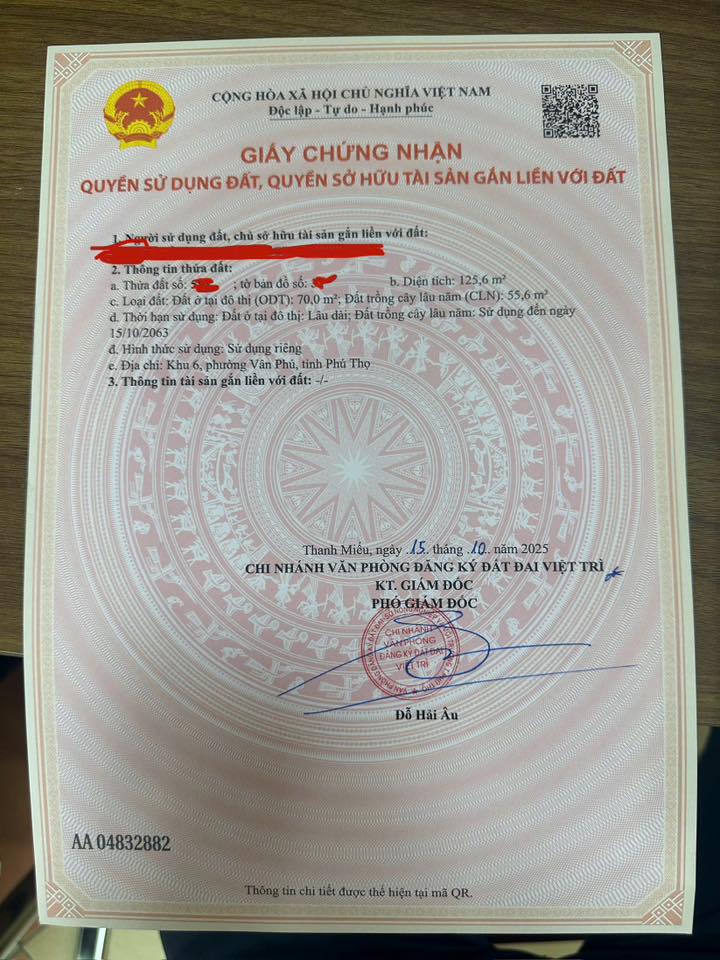 CỘNG HÒA XÃ HỘI CHỦ NGHĨA VIỆT NAM
Độc lập - Tự do - Hạnh phúc
GIẤY CHỨNG NHẬN
QUYỀN SỬ DỤNG ĐẤT, QUYỀN SỞ HỮU TÀI SẢN GẮN LIỀN VỚI ĐẤT
1. Người sử dụng đất, chủ sở hữu tài sản gắn liền với đất:
2. Thông tin thửa đất:
a. Thửa đất số: ; tờ bản đồ số: b. Diện tích: 125,6 m²
c. Loại đất: Đất ở tại đô thị (ODT): 70,0 m²; Đất trồng cây lâu năm (CLN): 55,6 m²
d. Thời hạn sử dụng: Đất ở tại đô thị: Lâu dài; Đất trồng cây lâu năm: Sử dụng đến ngày
15/10/2063
đ. Hình thức sử dụng: Sử dụng riêng
e. Địa chỉ: Khu 6, phường Vân Phú, tỉnh Phú Thọ
3. Thông tin tài sản gắn liền với đất: -/-
Thanh Miếu, ngày .15. tháng .10. năm 2025
CHI NHÁNH VĂN PHÒNG ĐĂNG KÝ ĐẤT ĐAI VIỆT TRÌ
KT. GIÁM ĐỐC
PHÓ GIÁM ĐỐC
CHI NHÁNH
VĂN PHÒNG
ĐĂNG KÝ ĐẤT ĐAI
VIỆT TRÌ
Đỗ Hải Âu
AA 04832882
Thông tin chi tiết được thể hiện tại mã QR.